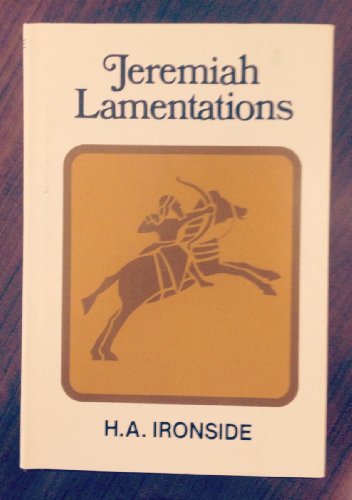 Jeremiah
Lamentations
H.A. IRONSIDE